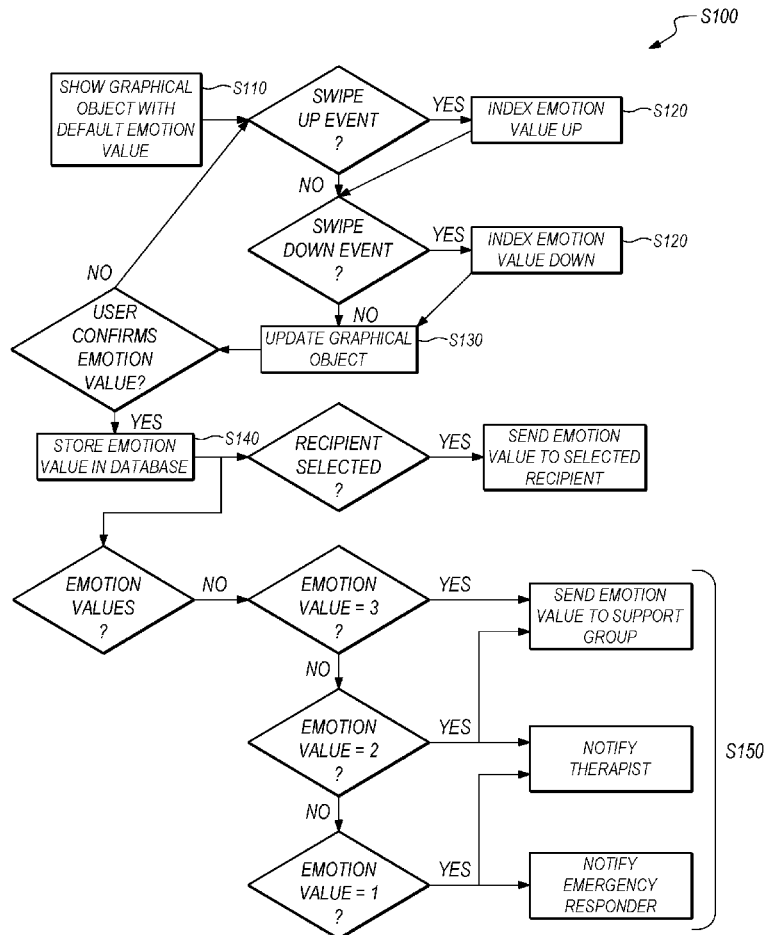 S100
SHOW GRAPHICAL
OBJECT WITH
DEFAULT EMOTION
VALUE
S110
SWIPE
UP EVENT
?
YES
INDEX EMOTION
VALUE UP
S120
NO
SWIPE
DOWN EVENT
?
YES
INDEX EMOTION
VALUE DOWN
S120
NO
NO
USER
CONFIRMS
EMOTION
VALUE?
UPDATE GRAPHICAL
OBJECT
S130
YES
STORE EMOTION
VALUE IN DATABASE
S140
RECIPIENT
SELECTED
?
YES
SEND EMOTION
VALUE TO SELECTED
RECIPIENT
EMOTION
VALUES
?
NO
EMOTION
VALUE = 3
?
YES
SEND EMOTION
VALUE TO SUPPORT
GROUP
NO
EMOTION
VALUE = 2
?
YES
NOTIFY
THERAPIST
S150
NO
EMOTION
VALUE = 1
?
YES
NOTIFY
EMERGENCY
RESPONDER